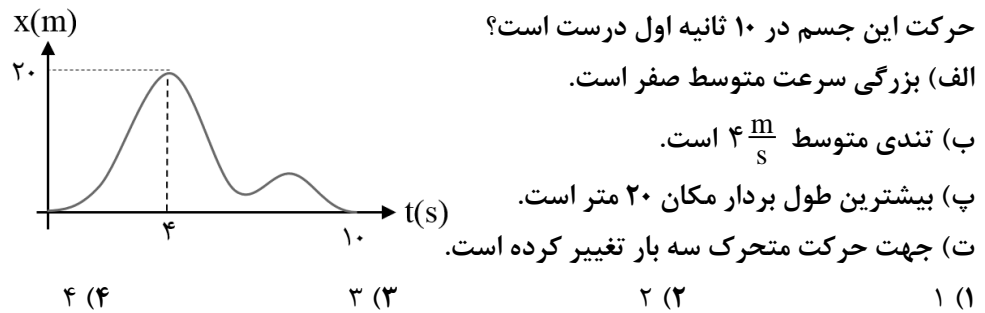 حرکت این جسم در ۱۰ ثانیه اول درست است؟
الف) بزرگی سرعت متوسط صفر است.
ب) تندی متوسط ۴ m/s است.
پ) بیشترین طول بردار مکان ۲۰ متر است.
ت) جهت حرکت متحرک سه بار تغییر کرده است.
۱) ۱ ۲) ۲ ۳) ۳ ۴) ۴
x(m)
۲۰
t(s)
۴ ۱۰